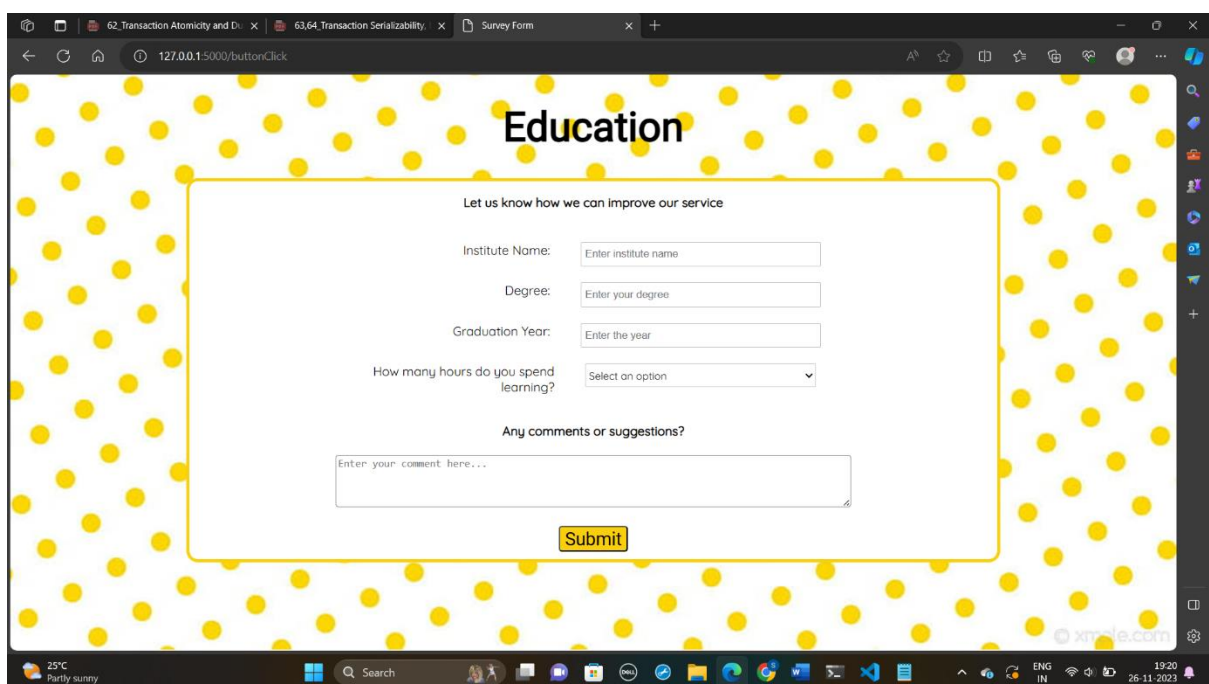 62_Transaction Atomicity and Du
63,64_Transaction Serializability,
Survey Form
127.0.0.1:5000/buttonClick
Education
Let us know how we can improve our service
Institute Name:
Enter institute name
Degree:
Enter your degree
Graduation Year:
Enter the year
How many hours do you spend
learning?
Select an option
Any comments or suggestions?
Enter your comment here...
Submit
25°C
Partly sunny
Search
DELL
ENG
IN
19:20
26-11-2023